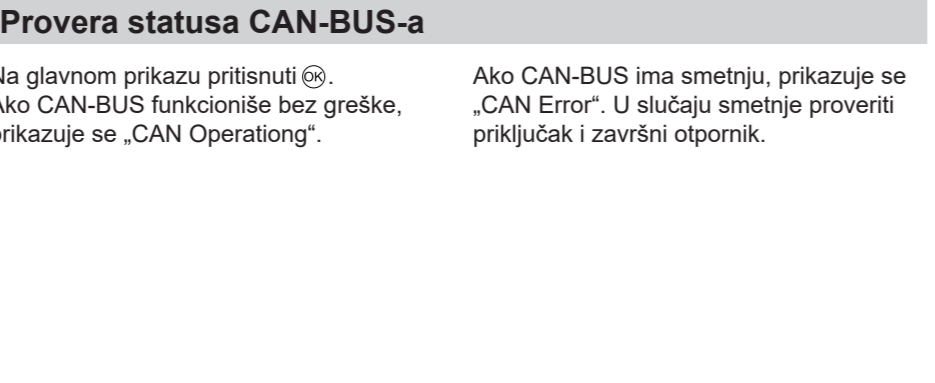 Provera statusa CAN-BUS-a
Na glavnom prikazu pritisnuti OK.
Ako CAN-BUS funkcioniše bez greške,
prikazuje se „CAN Operationg“.
Ako CAN-BUS ima smetnju, prikazuje se
„CAN Error“. U slučaju smetnje proveriti
priključak i završni otpornik.